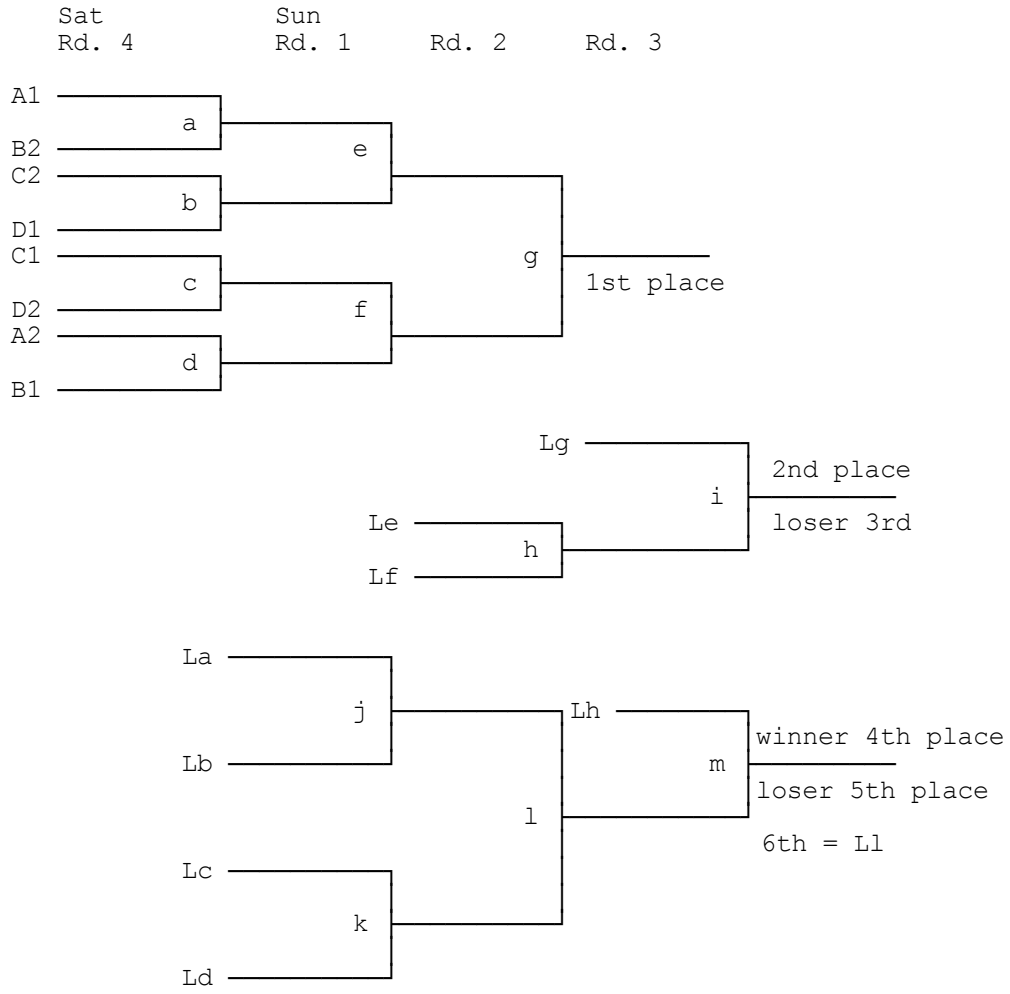 Sat Sun
Rd. 4 Rd. 1 Rd. 2 Rd. 3
A1
a
B2
e
C2
b
D1
C1
g
c
1st place
D2
f
A2
d
B1
Lg
2nd place
i
Le
loser 3rd
h
Lf
La
j
Lh
winner 4th place
Lb
m
loser 5th place
l
6th = Ll
Lc
k
Ld